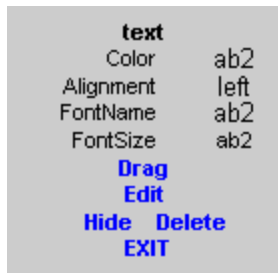 text
Color ab2
Alignment left
FontName ab2
FontSize ab2
Drag
Edit
Hide Delete
EXIT